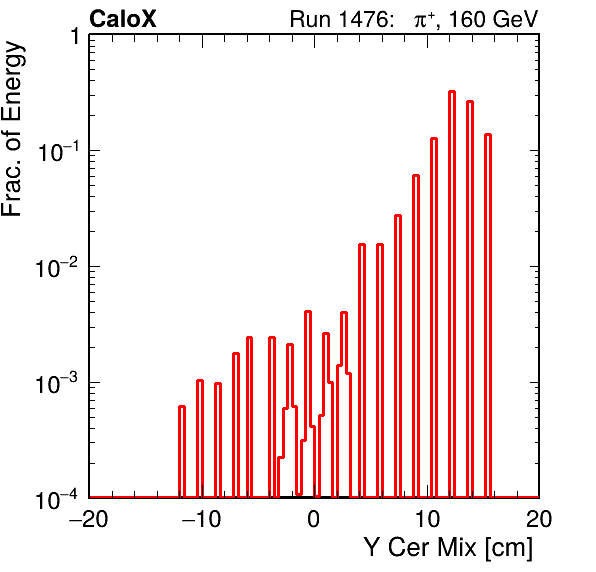 CaloX Run 1476: π⁺, 160 GeV
Frac. of Energy
1
10⁻¹
10⁻²
10⁻³
10⁻⁴
−20 −10 0 10 20
Y Cer Mix [cm]